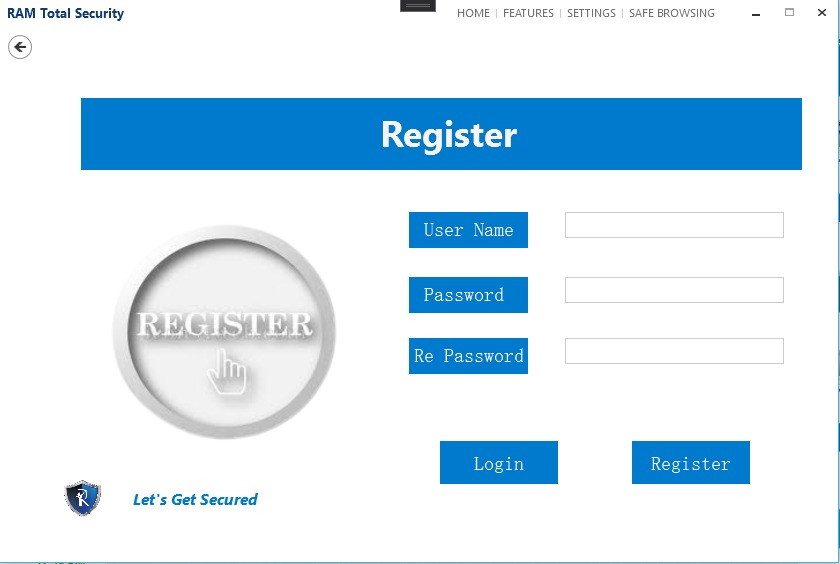 RAM Total Security
HOME | FEATURES | SETTINGS | SAFE BROWSING
Register
User Name
REGISTER
Password
Re Password
Login
Register
Let's Get Secured